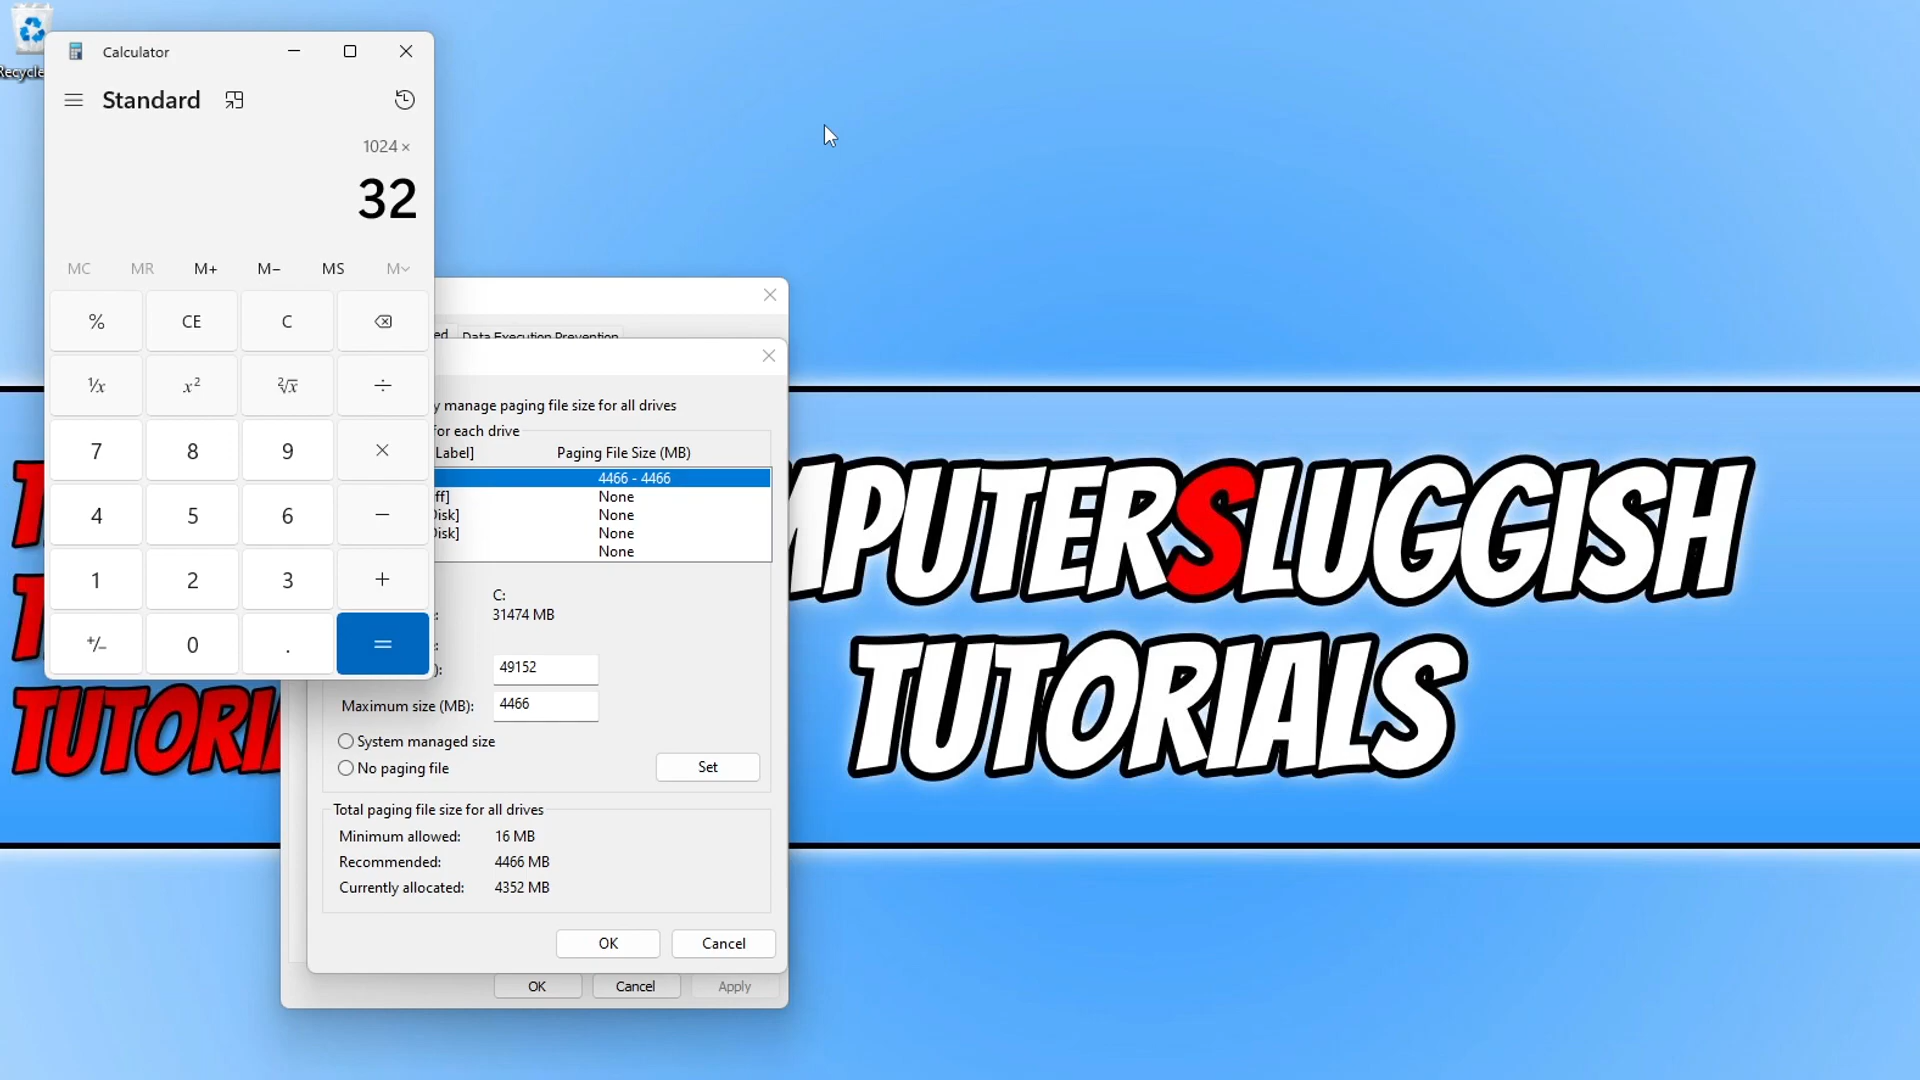 Recycle
Calculator
Standard
1024 ×
32
MC MR M+ M− MS M
% CE C
¹/x x² ²√x ÷
7 8 9 ×
4 5 6 −
1 2 3 +
+/− 0 . =
ed Data Execution Prevention
y manage paging file size for all drives
for each drive
Label] Paging File Size (MB)
4466 - 4466
ff] None
Disk] None
Disk] None
None
C:
: 31474 MB
:
): 49152
Maximum size (MB): 4466
System managed size
No paging file Set
Total paging file size for all drives
Minimum allowed: 16 MB
Recommended: 4466 MB
Currently allocated: 4352 MB
OK Cancel
OK Cancel Apply
MPUTERSLUGGISH
TUTORIALS
TUTORIA